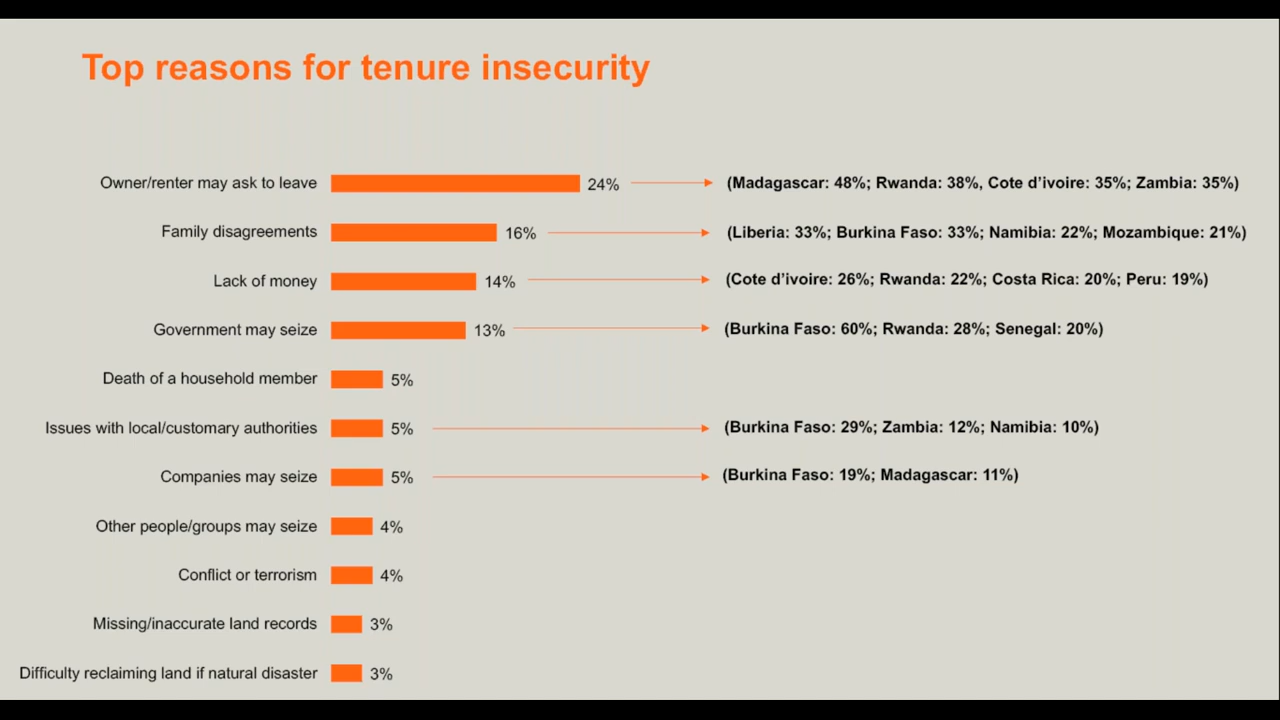 Top reasons for tenure insecurity
Owner/renter may ask to leave 24% (Madagascar: 48%; Rwanda: 38%, Cote d'ivoire: 35%; Zambia: 35%)
Family disagreements 16% (Liberia: 33%; Burkina Faso: 33%; Namibia: 22%; Mozambique: 21%)
Lack of money 14% (Cote d'ivoire: 26%; Rwanda: 22%; Costa Rica: 20%; Peru: 19%)
Government may seize 13% (Burkina Faso: 60%; Rwanda: 28%; Senegal: 20%)
Death of a household member 5%
Issues with local/customary authorities 5% (Burkina Faso: 29%; Zambia: 12%; Namibia: 10%)
Companies may seize 5% (Burkina Faso: 19%; Madagascar: 11%)
Other people/groups may seize 4%
Conflict or terrorism 4%
Missing/inaccurate land records 3%
Difficulty reclaiming land if natural disaster 3%